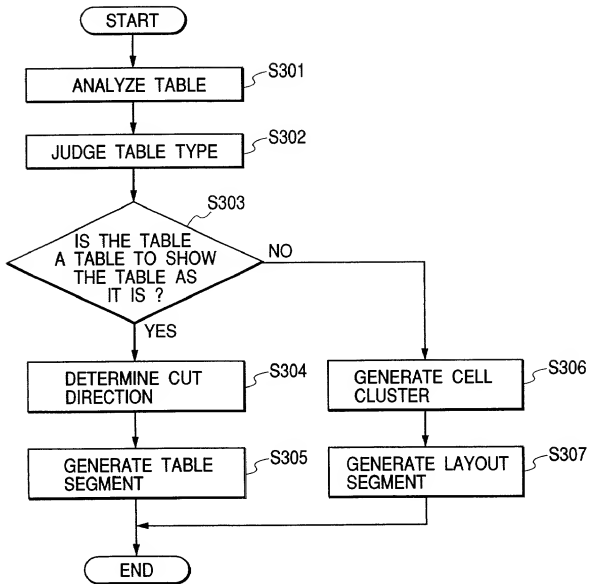 START
ANALYZE TABLE
S301
JUDGE TABLE TYPE
S302
S303
IS THE TABLE
A TABLE TO SHOW
THE TABLE AS
IT IS ?
NO
YES
DETERMINE CUT
DIRECTION
S304
GENERATE CELL
CLUSTER
S306
GENERATE TABLE
SEGMENT
S305
GENERATE LAYOUT
SEGMENT
S307
END